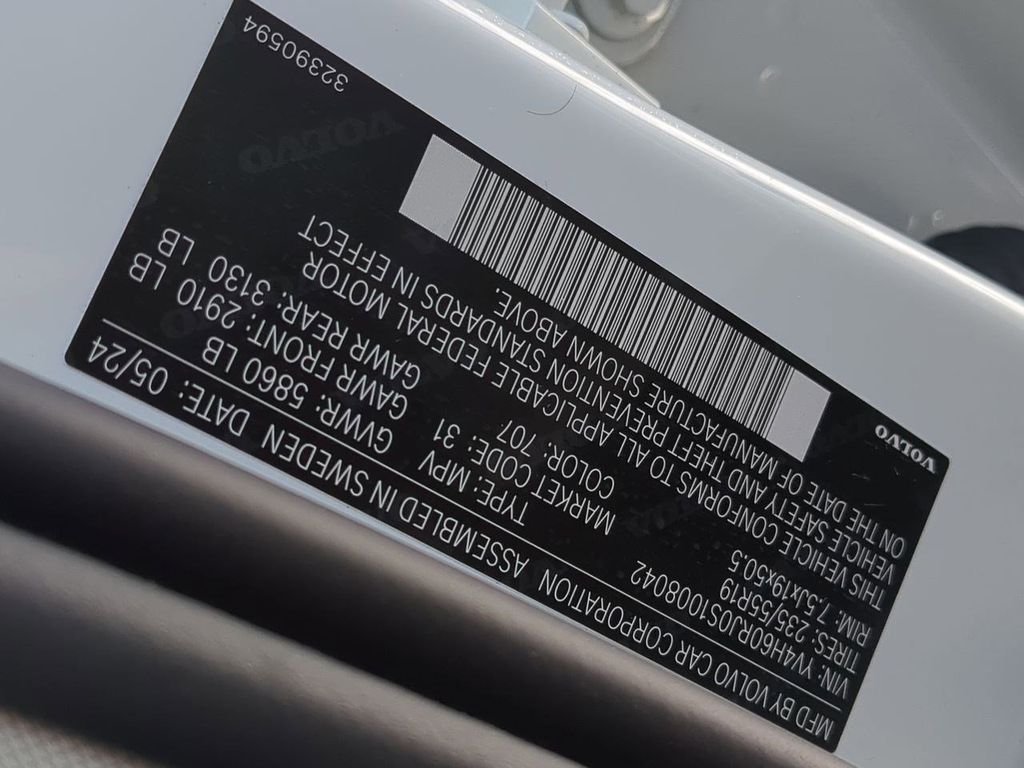 MFD BY VOLVO CAR CORPORATION ASSEMBLED IN SWEDEN DATE: 05/24
VIN: YV4H60RJ0S1008042
TIRES: 235/55R19
RIM: 7.5Jx19x50.5
TYPE: MPV
MARKET CODE: 31
COLOR: 707
GVWR: 5860 LB
GAWR FRONT: 2910 LB
GAWR REAR: 3130 LB
THIS VEHICLE CONFORMS TO ALL APPLICABLE FEDERAL MOTOR
VEHICLE SAFETY AND THEFT PREVENTION STANDARDS IN EFFECT
ON THE DATE OF MANUFACTURE SHOWN ABOVE.
VOLVO
32390594
VOLVO